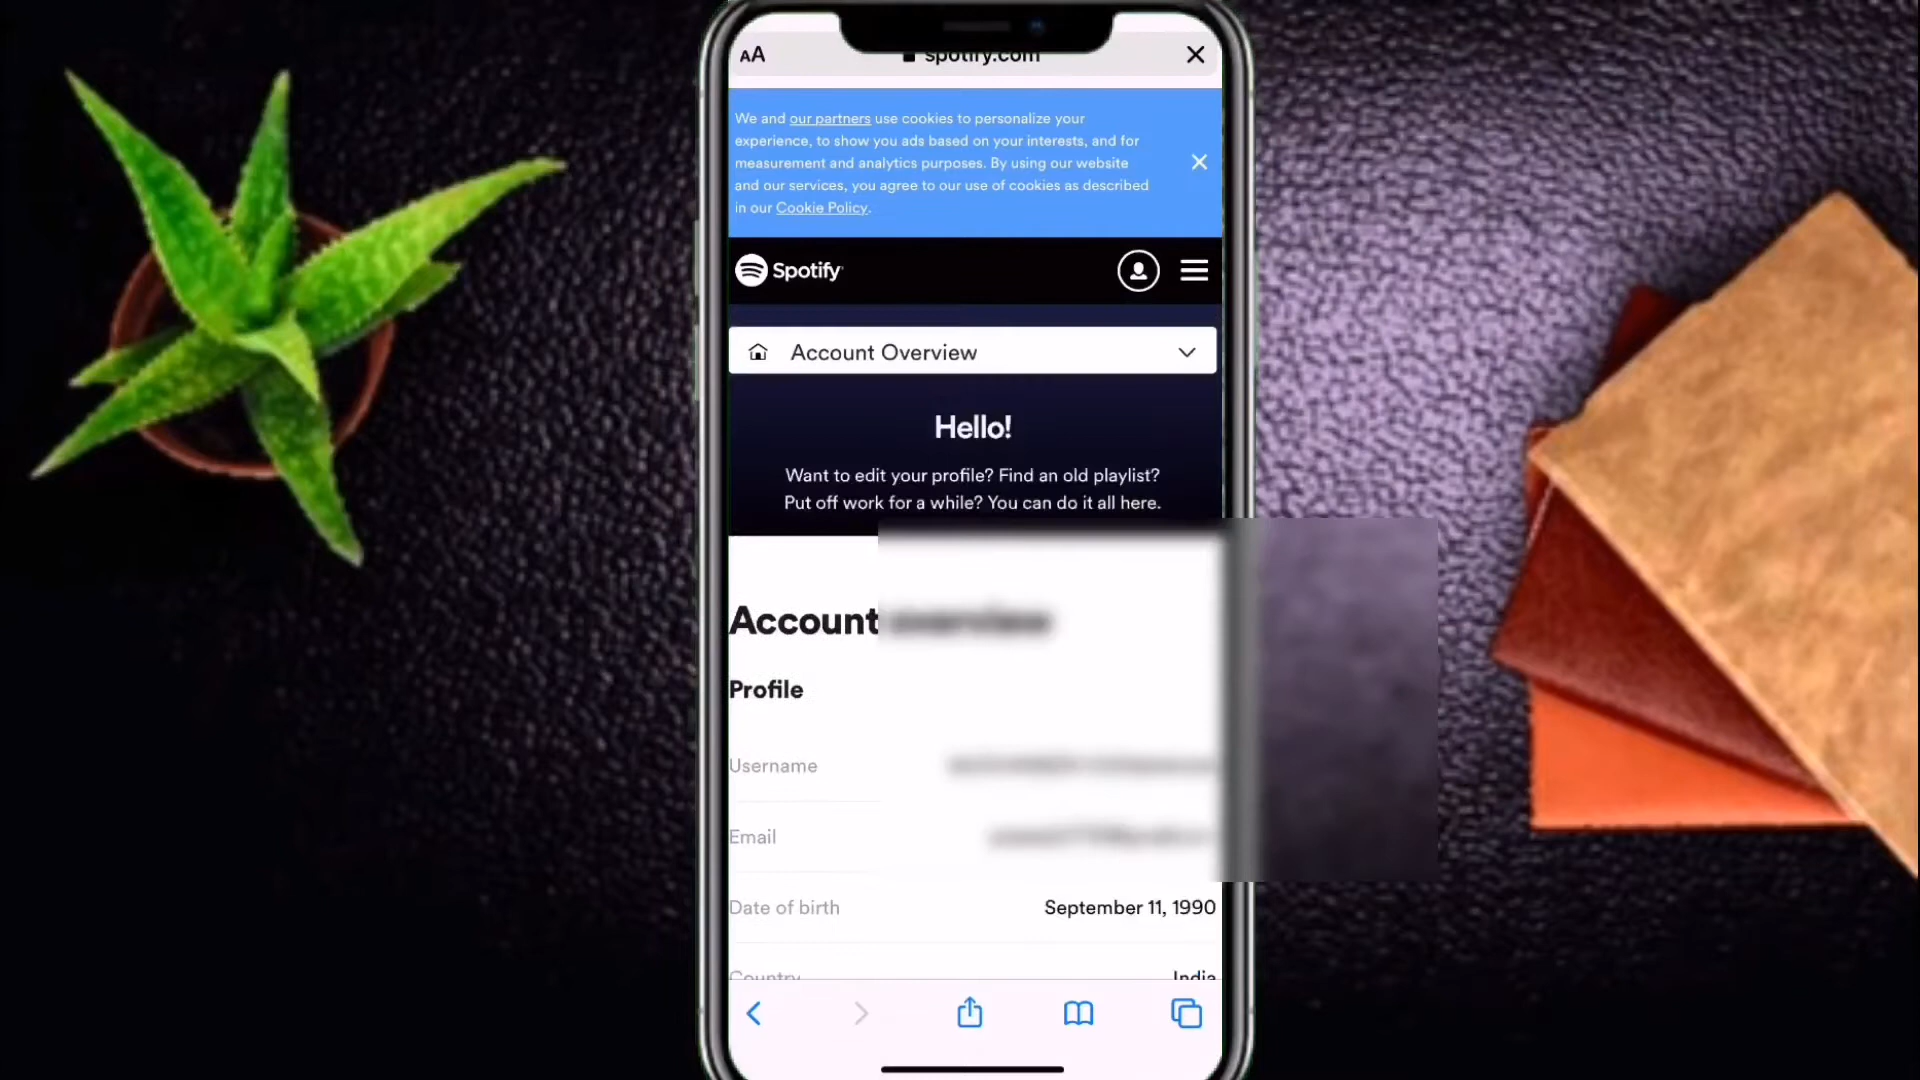 AA
spotify.com
We and our partners use cookies to personalize your
experience, to show you ads based on your interests, and for
measurement and analytics purposes. By using our website
and our services, you agree to our use of cookies as described
in our Cookie Policy.
Spotify
Account Overview
Hello!
Want to edit your profile? Find an old playlist?
Put off work for a while? You can do it all here.
Account overview
Profile
Username
Email
Date of birth September 11, 1990
Country India